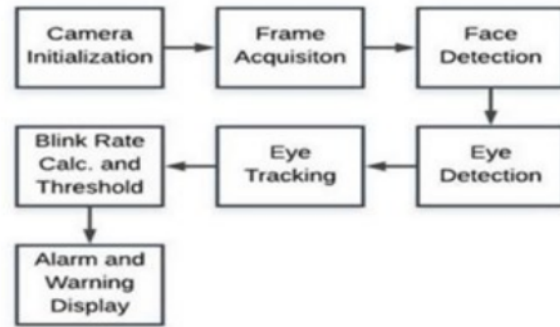 Camera
Initialization
Frame
Acquisiton
Face
Detection
Eye
Detection
Eye
Tracking
Blink Rate
Calc. and
Threshold
Alarm and
Warning
Display